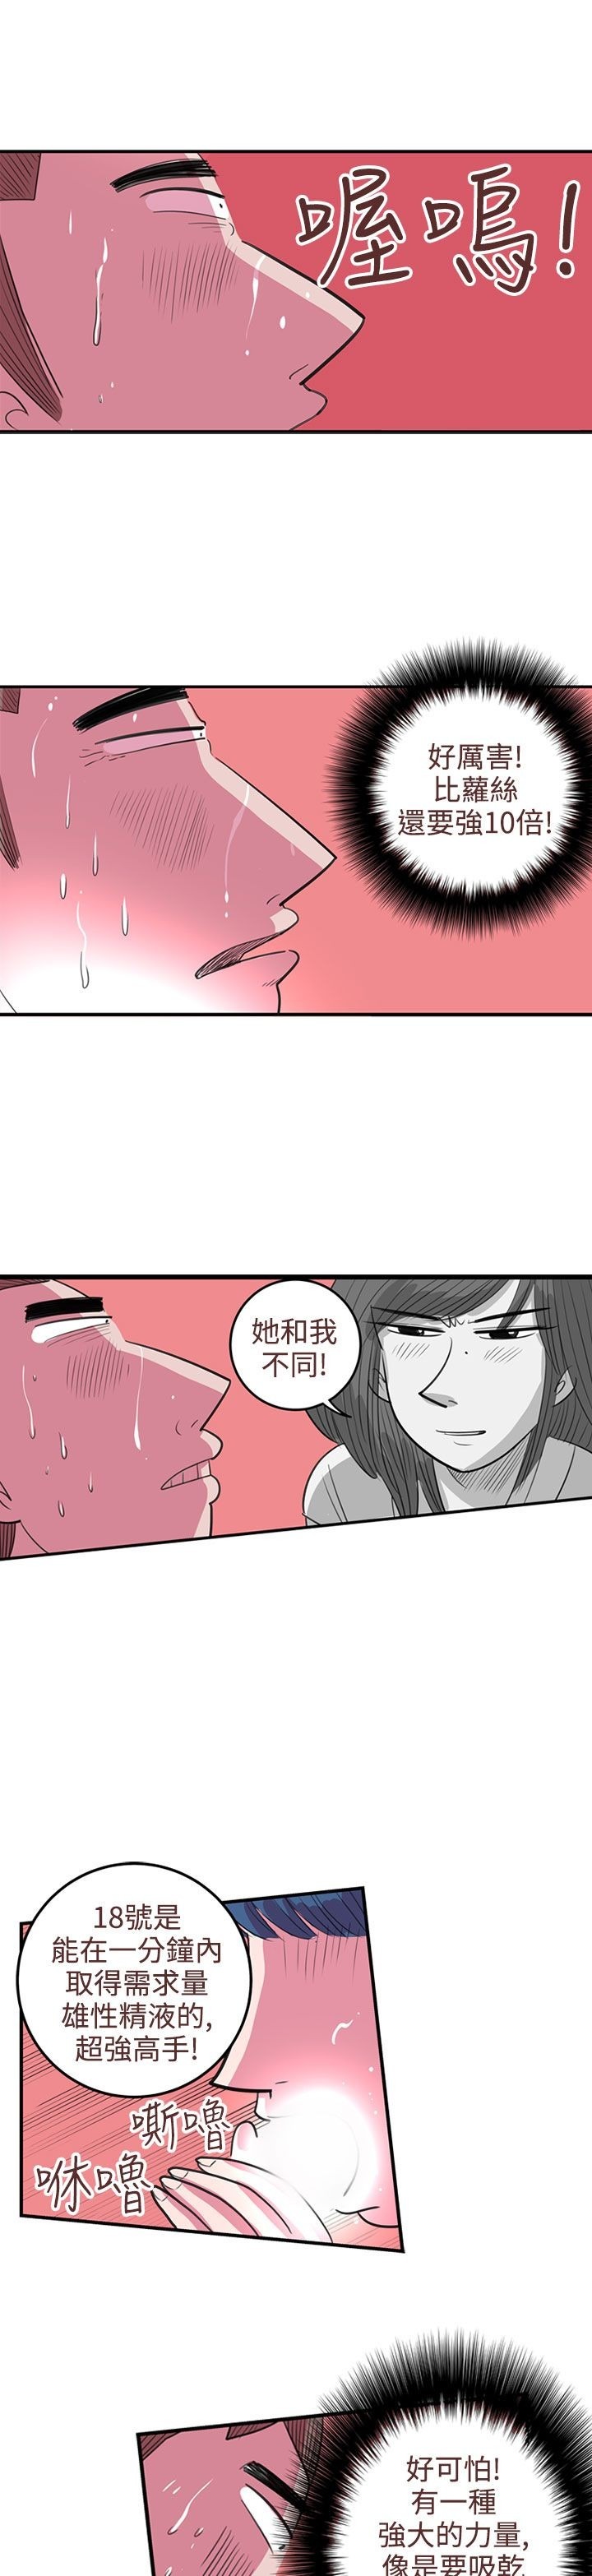 喔嗚!
好厲害!
比蘿絲
還要強10倍!
她和我
不同!
18號是
能在一分鐘內
取得需求量
雄性精液的,
超強高手!
嘶嚕
咻嚕
好可怕!
有一種
強大的力量,
像是要吸乾